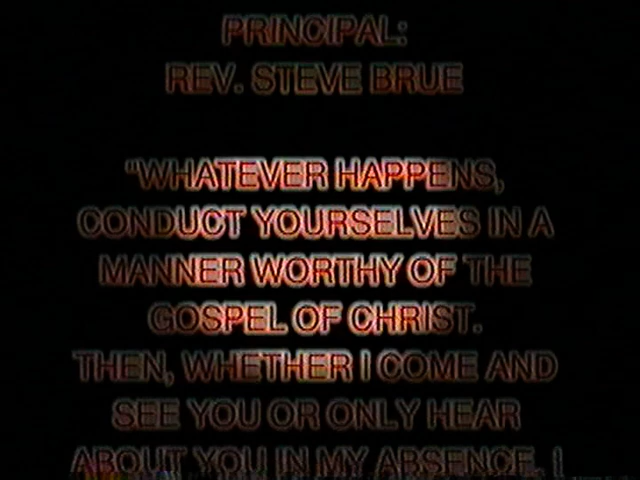 PRINCIPAL:
REV. STEVE BRUE
"WHATEVER HAPPENS,
CONDUCT YOURSELVES IN A
MANNER WORTHY OF THE
GOSPEL OF CHRIST.
THEN, WHETHER I COME AND
SEE YOU OR ONLY HEAR
ABOUT YOU IN MY ABSENCE, I